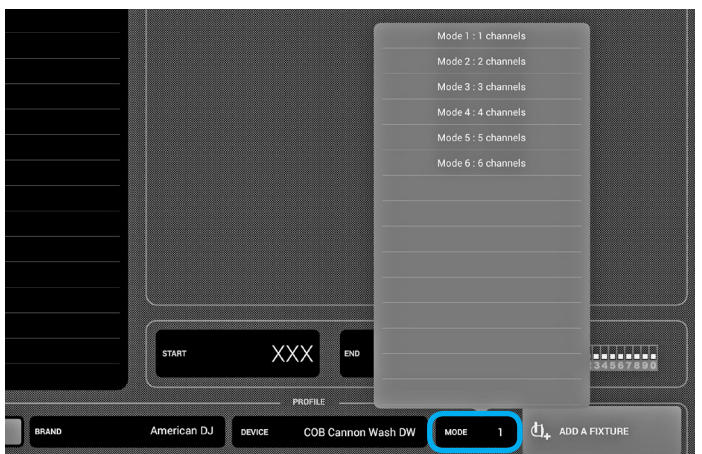 Mode 1 : 1 channels
Mode 2 : 2 channels
Mode 3 : 3 channels
Mode 4 : 4 channels
Mode 5 : 5 channels
Mode 6 : 6 channels
START XXX END
34567890
PROFILE
BRAND American DJ DEVICE COB Cannon Wash DW MODE 1 ADD A FIXTURE